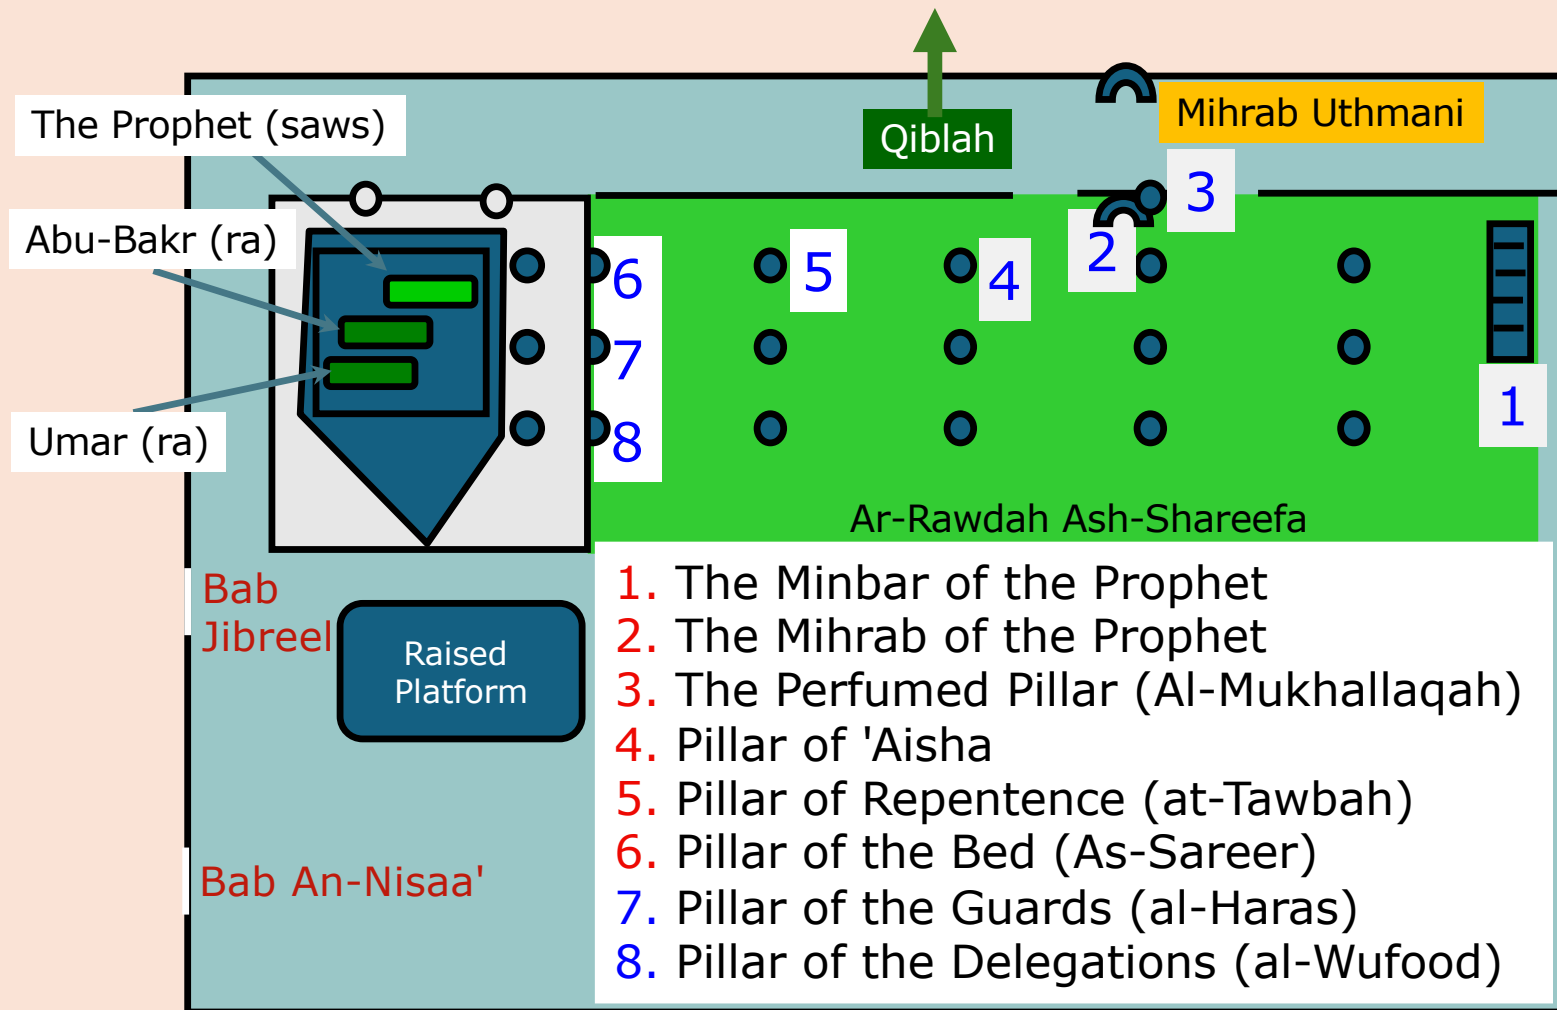 The Prophet (saws)
Abu-Bakr (ra)
Umar (ra)
Qiblah
Mihrab Uthmani
3
2
6
5
4
7
8
1
Ar-Rawdah Ash-Shareefa
Bab
Jibreel
Raised
Platform
Bab An-Nisaa'
1. The Minbar of the Prophet
2. The Mihrab of the Prophet
3. The Perfumed Pillar (Al-Mukhallaqah)
4. Pillar of 'Aisha
5. Pillar of Repentence (at-Tawbah)
6. Pillar of the Bed (As-Sareer)
7. Pillar of the Guards (al-Haras)
8. Pillar of the Delegations (al-Wufood)